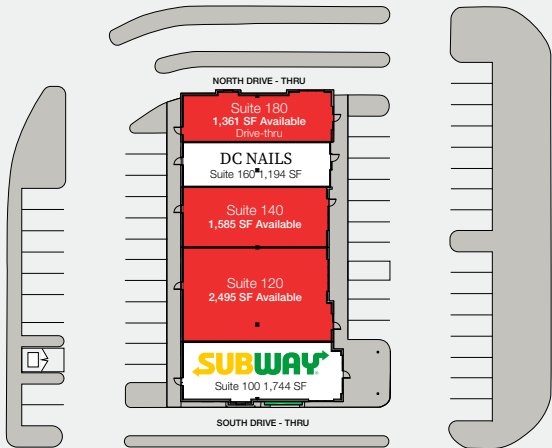 NORTH DRIVE - THRU
Suite 180
1,361 SF Available
Drive-thru
DC NAILS
Suite 160 1,194 SF
Suite 140
1,585 SF Available
Suite 120
2,495 SF Available
SUBWAY
Suite 100 1,744 SF
SOUTH DRIVE - THRU